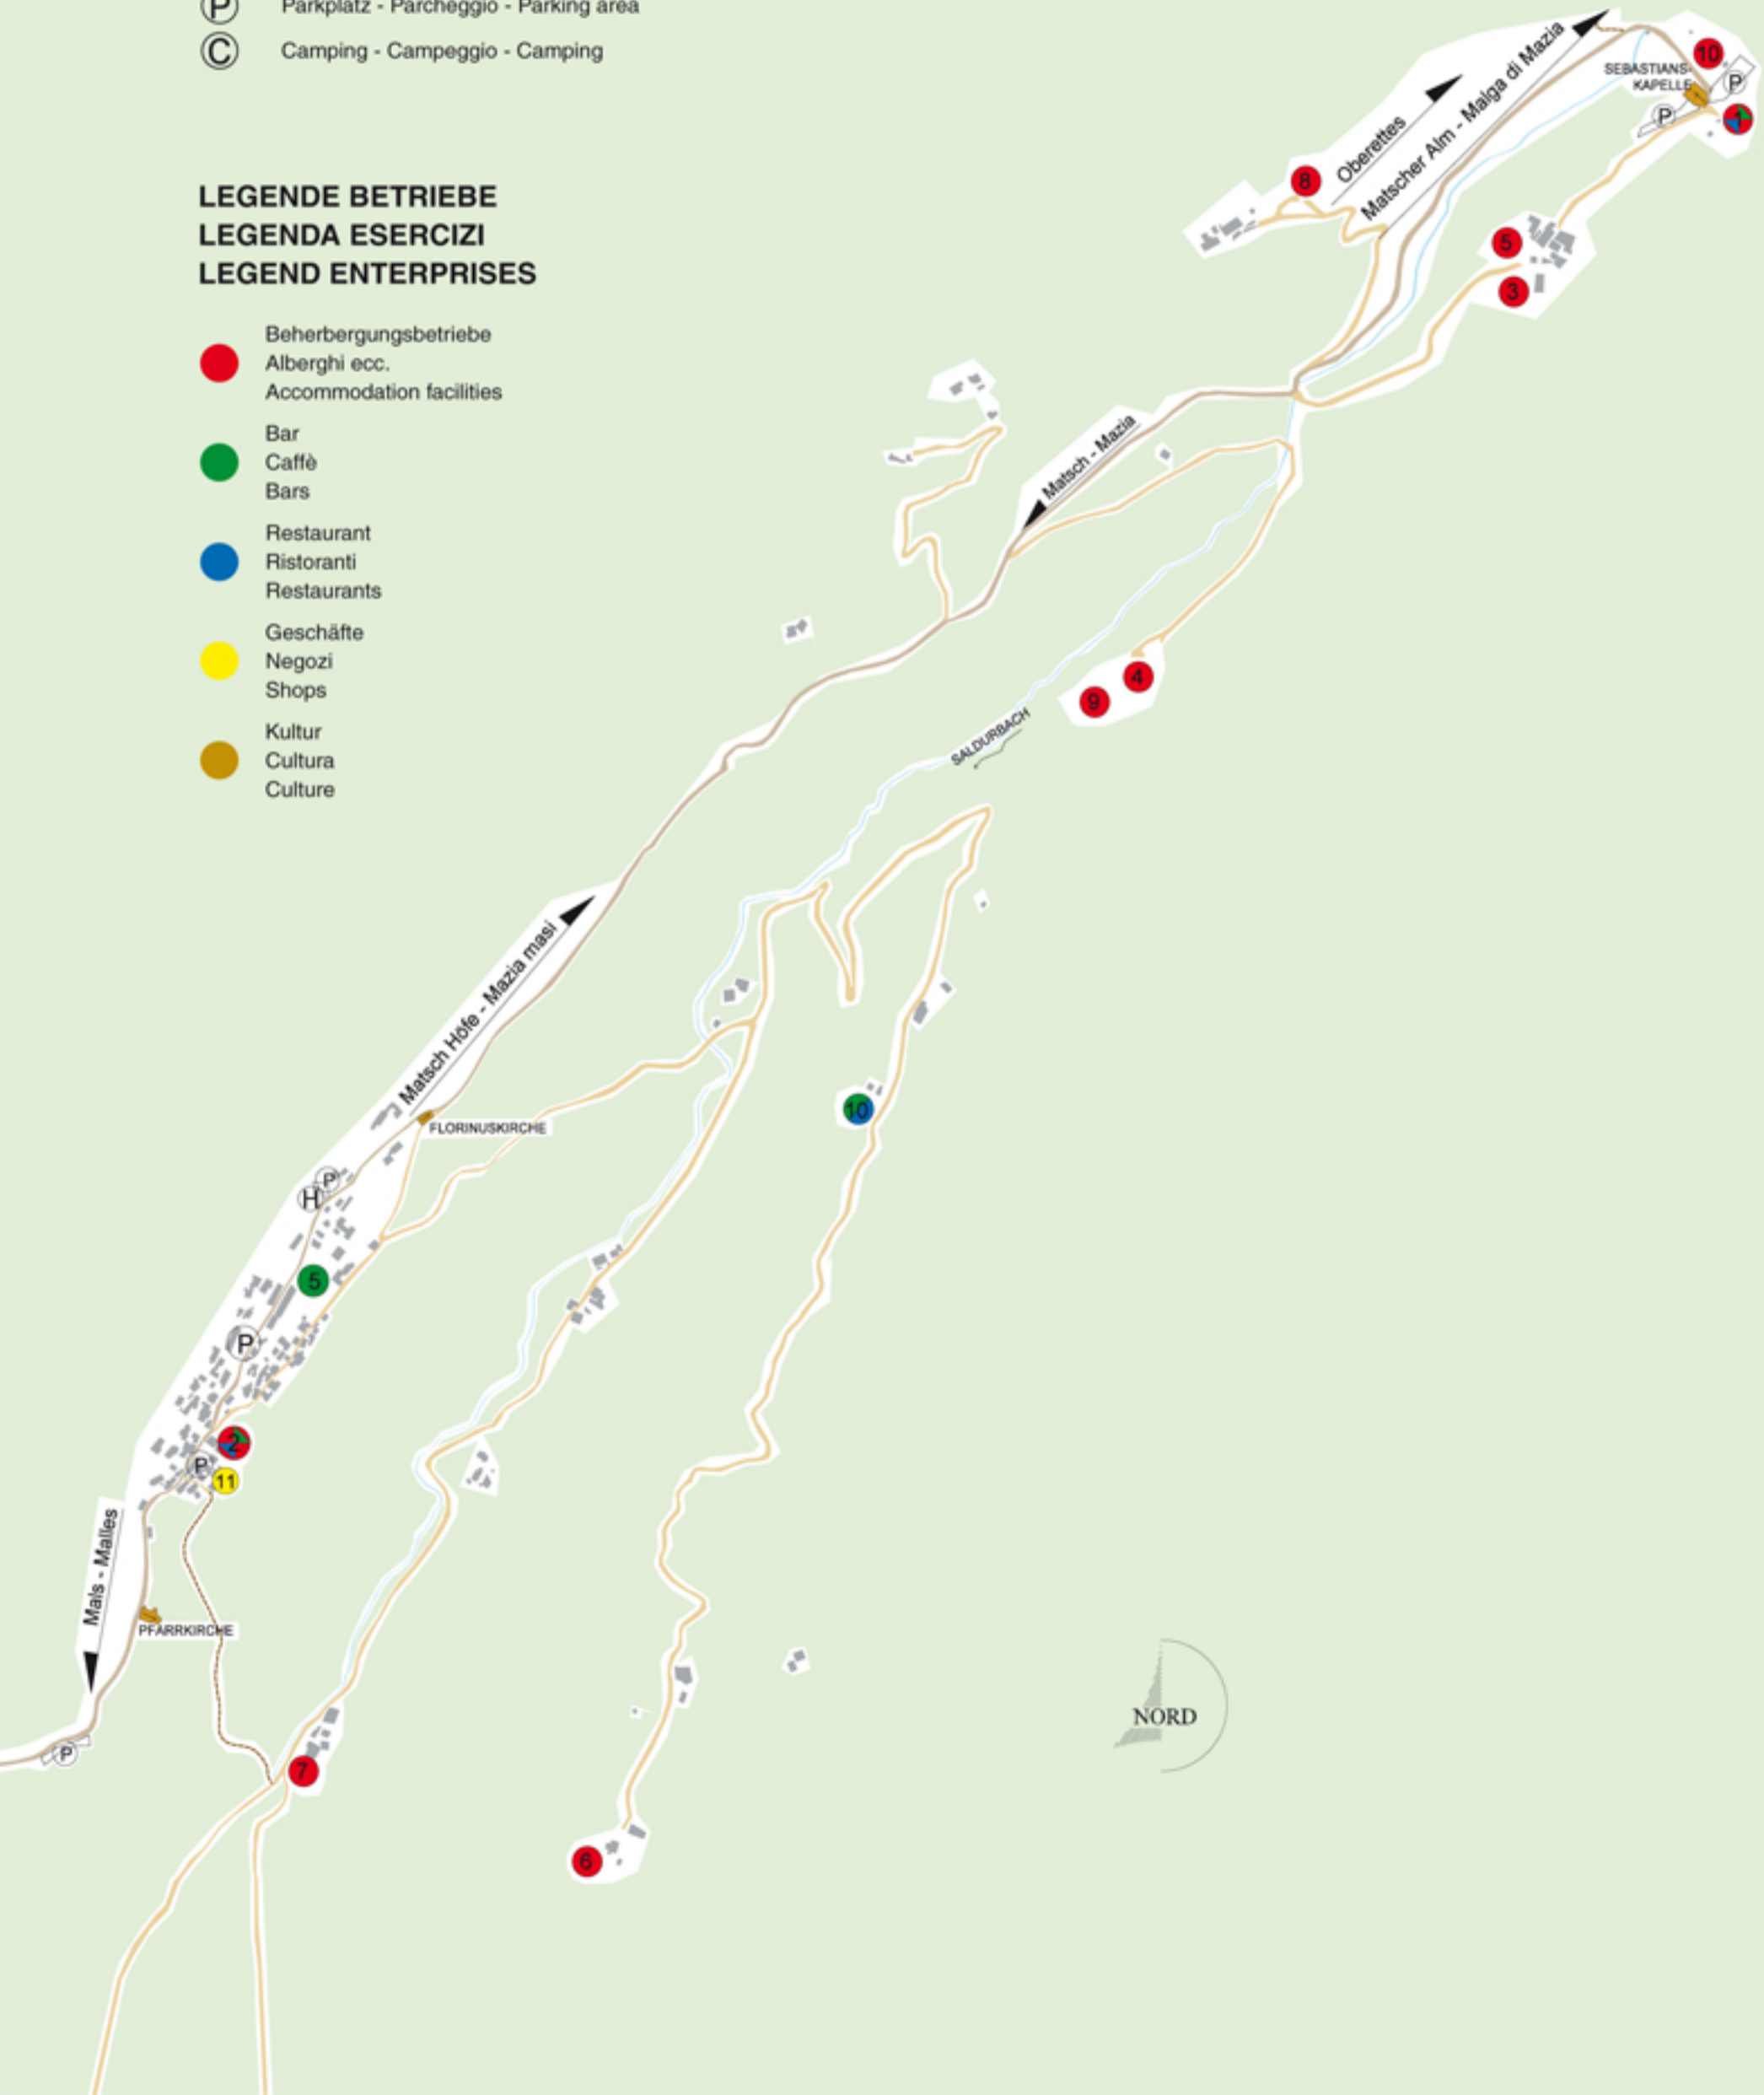 P Parkplatz - Parcheggio - Parking area
C Camping - Campeggio - Camping
LEGENDE BETRIEBE
LEGENDA ESERCIZI
LEGEND ENTERPRISES
Beherbergungsbetriebe
Alberghi ecc.
Accommodation facilities
Bar
Caffè
Bars
Restaurant
Ristoranti
Restaurants
Geschäfte
Negozi
Shops
Kultur
Cultura
Culture
10
SEBASTIANS-
KAPELLE
P
P
1
Matscher Alm - Malga di Mazia
Oberettes
8
5
3
Matsch - Mazia
4
9
SALDURBACH
Matsch Höfe - Mazia masi
FLORINUSKIRCHE
10
P
H
5
P
2
P
11
Mals - Malles
PFARRKIRCHE
P
7
6
NORD